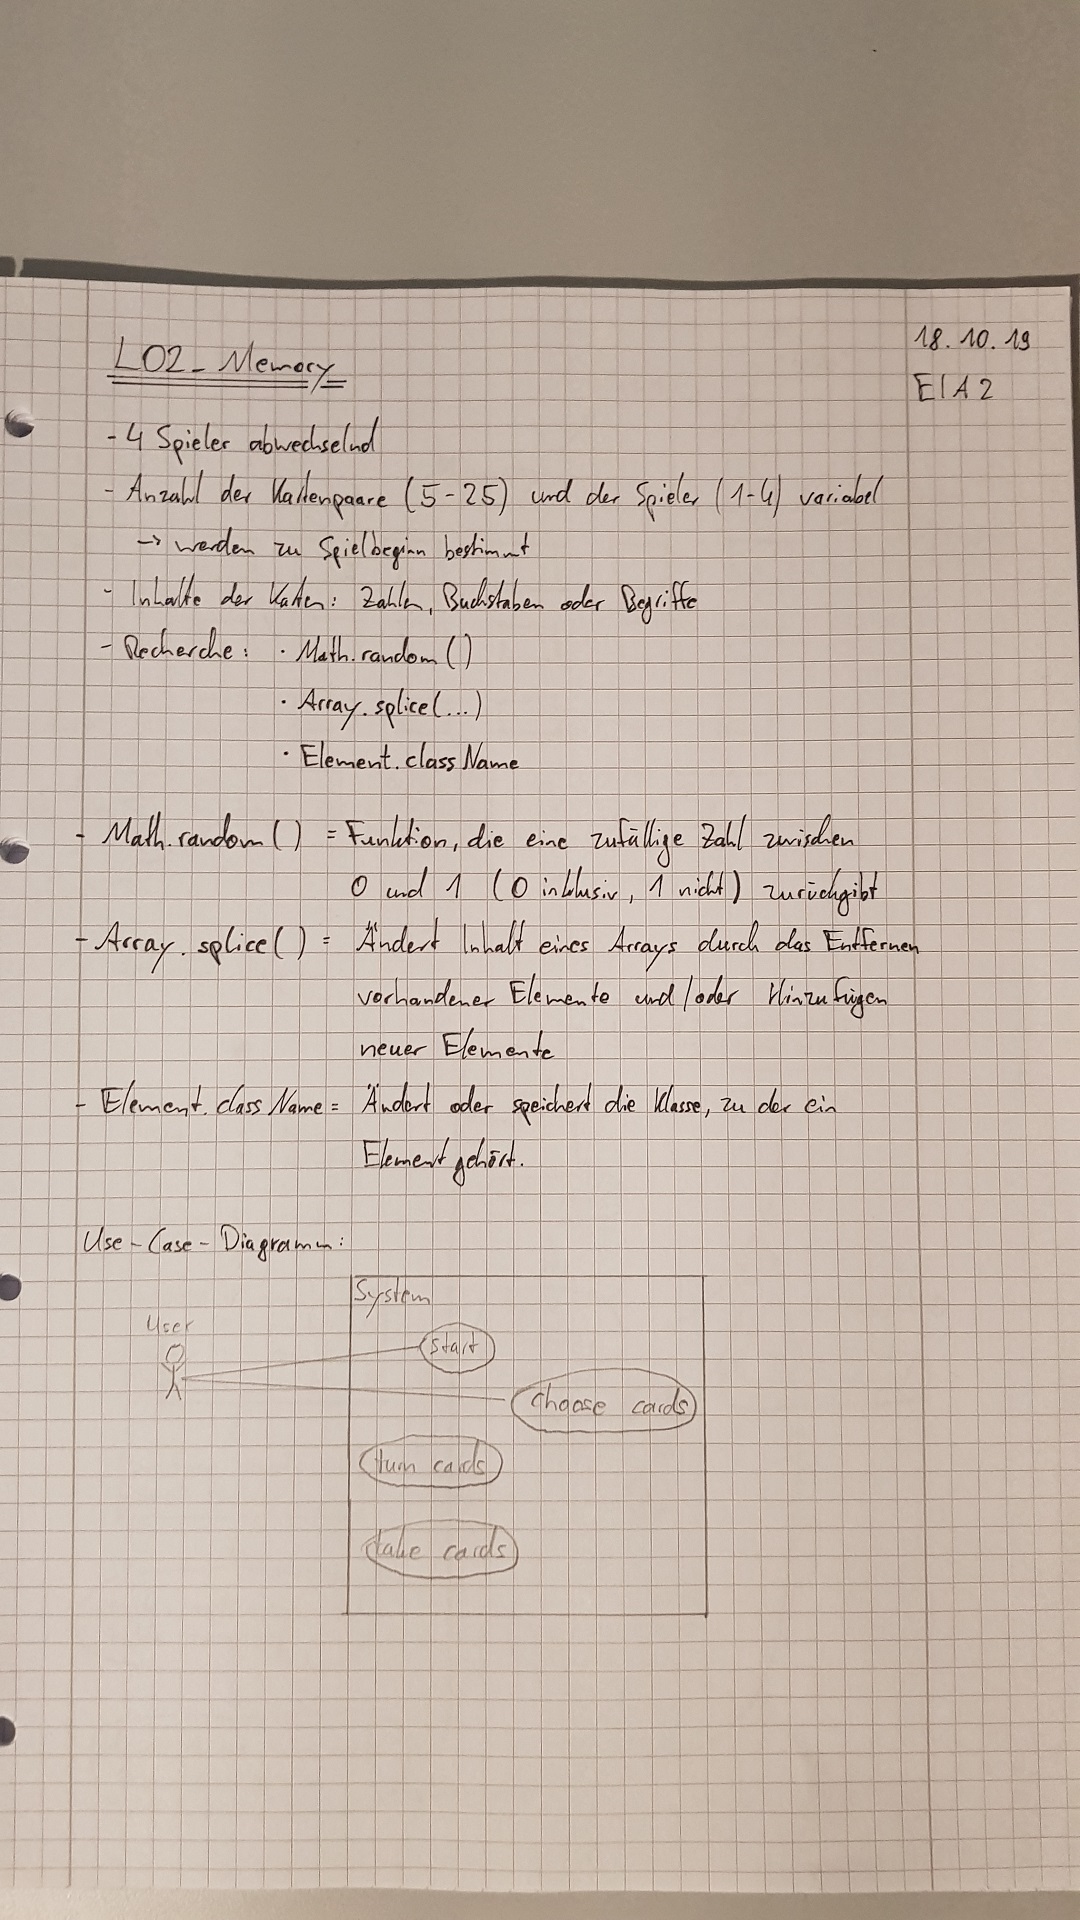 L02_Memory
18.10.19
EIA2
- 4 Spieler abwechselnd
- Anzahl der Kartenpaare (5-25) und der Spieler (1-4) variabel
-> werden zu Spielbeginn bestimmt
- Inhalte der Karten: Zahlen, Buchstaben oder Begriffe
- Recherche: · Math.random()
· Array.splice(...)
· Element.className
- Math.random() = Funktion, die eine zufällige Zahl zwischen
0 und 1 (0 inklusiv, 1 nicht) zurückgibt
- Array.splice() = Ändert Inhalt eines Arrays durch das Entfernen
vorhandener Elemente und/oder Hinzufügen
neuer Elemente
- Element.className = Ändert oder speichert die Klasse, zu der ein
Element gehört.
Use-Case-Diagramm:
System
User
start
choose cards
turn cards
take cards